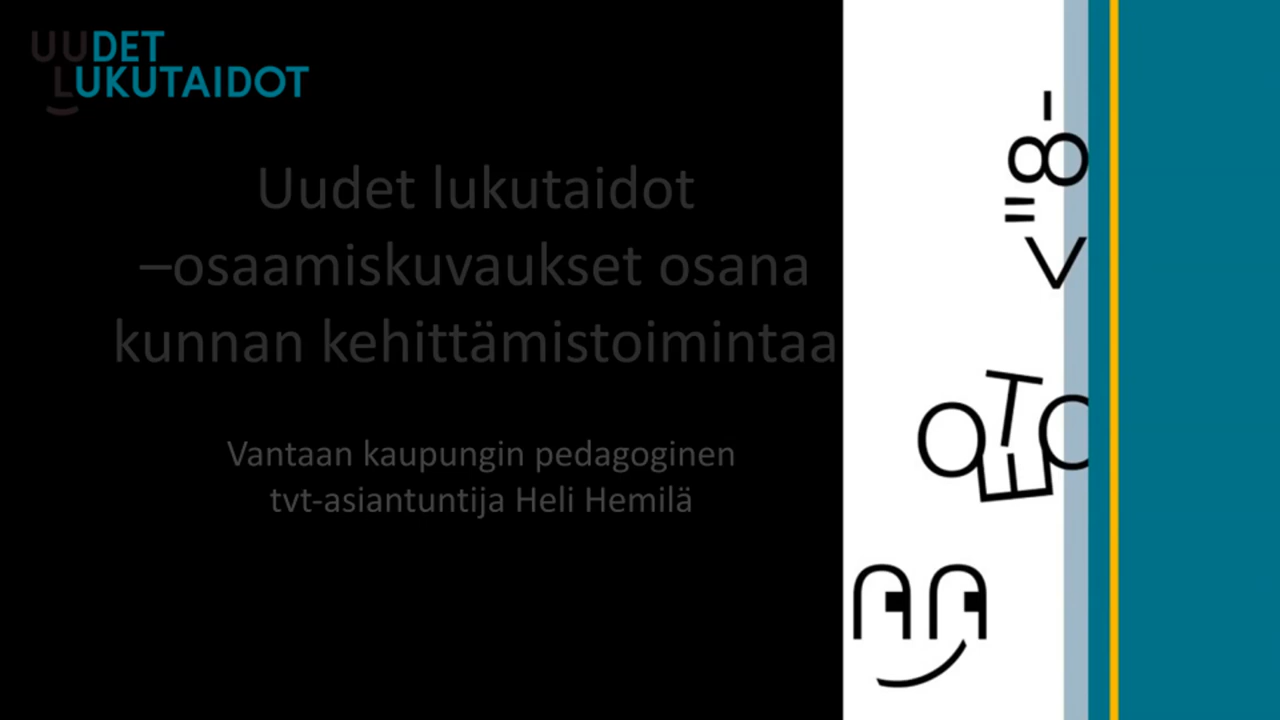 UUDET
LUKUTAIDOT
Uudet lukutaidot
–osaamiskuvaukset osana
kunnan kehittämistoimintaa
Vantaan kaupungin pedagoginen
tvt-asiantuntija Heli Hemilä